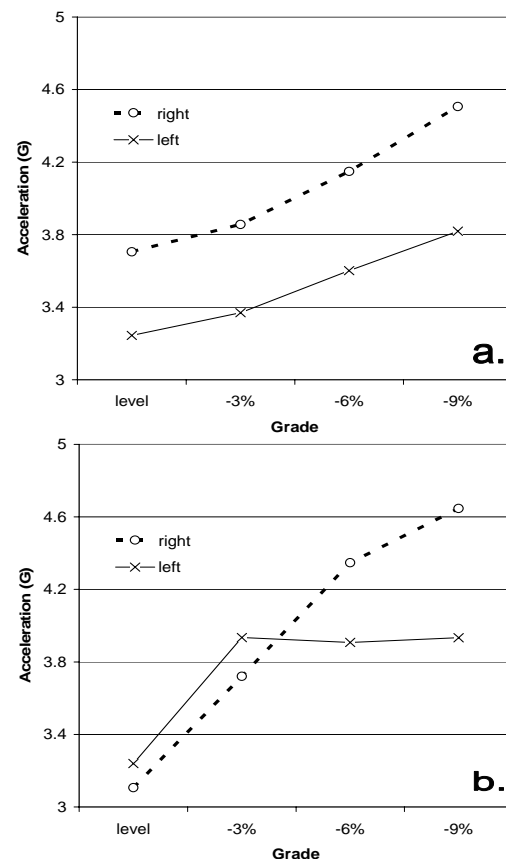 5
4.6
right
left
4.2
Acceleration (G)
3.8
3.4
a.
3
level -3% -6% -9%
Grade
5
4.6
right
left
4.2
Acceleration (G)
3.8
3.4
b.
3
level -3% -6% -9%
Grade